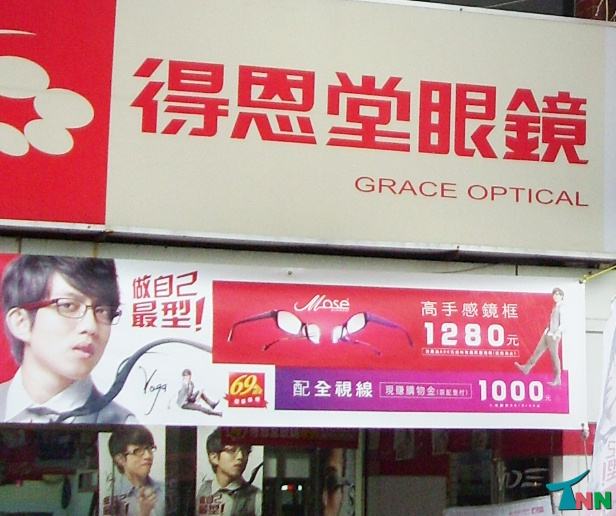 得恩堂眼鏡
GRACE OPTICAL
做自己
最型!
Mosé
高手感鏡框
1280元
Yoga
69
配全視線
現賺購物金
1000元
TNN